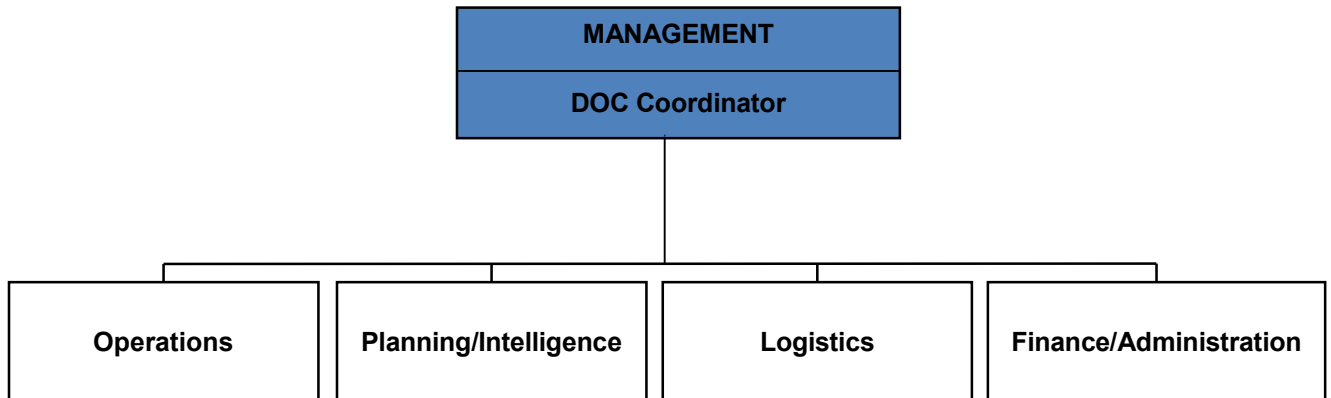 MANAGEMENT
DOC Coordinator
Operations
Planning/Intelligence
Logistics
Finance/Administration